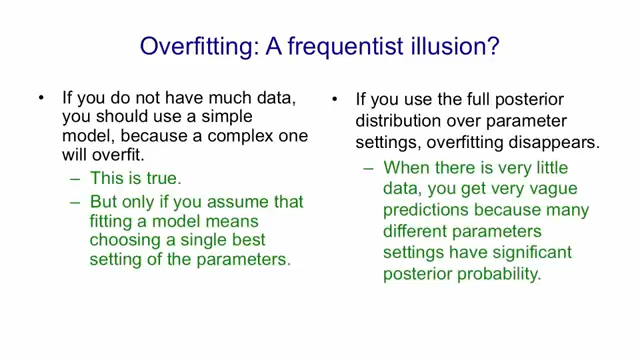 Overfitting: A frequentist illusion?
• If you do not have much data,
you should use a simple
model, because a complex one
will overfit.
– This is true.
– But only if you assume that
fitting a model means
choosing a single best
setting of the parameters.
• If you use the full posterior
distribution over parameter
settings, overfitting disappears.
– When there is very little
data, you get very vague
predictions because many
different parameters
settings have significant
posterior probability.